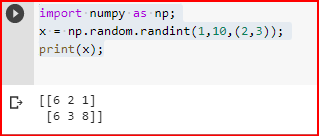 import numpy as np;
x = np.random.randint(1,10,(2,3));
print(x);
[[6 2 1]
[6 3 8]]